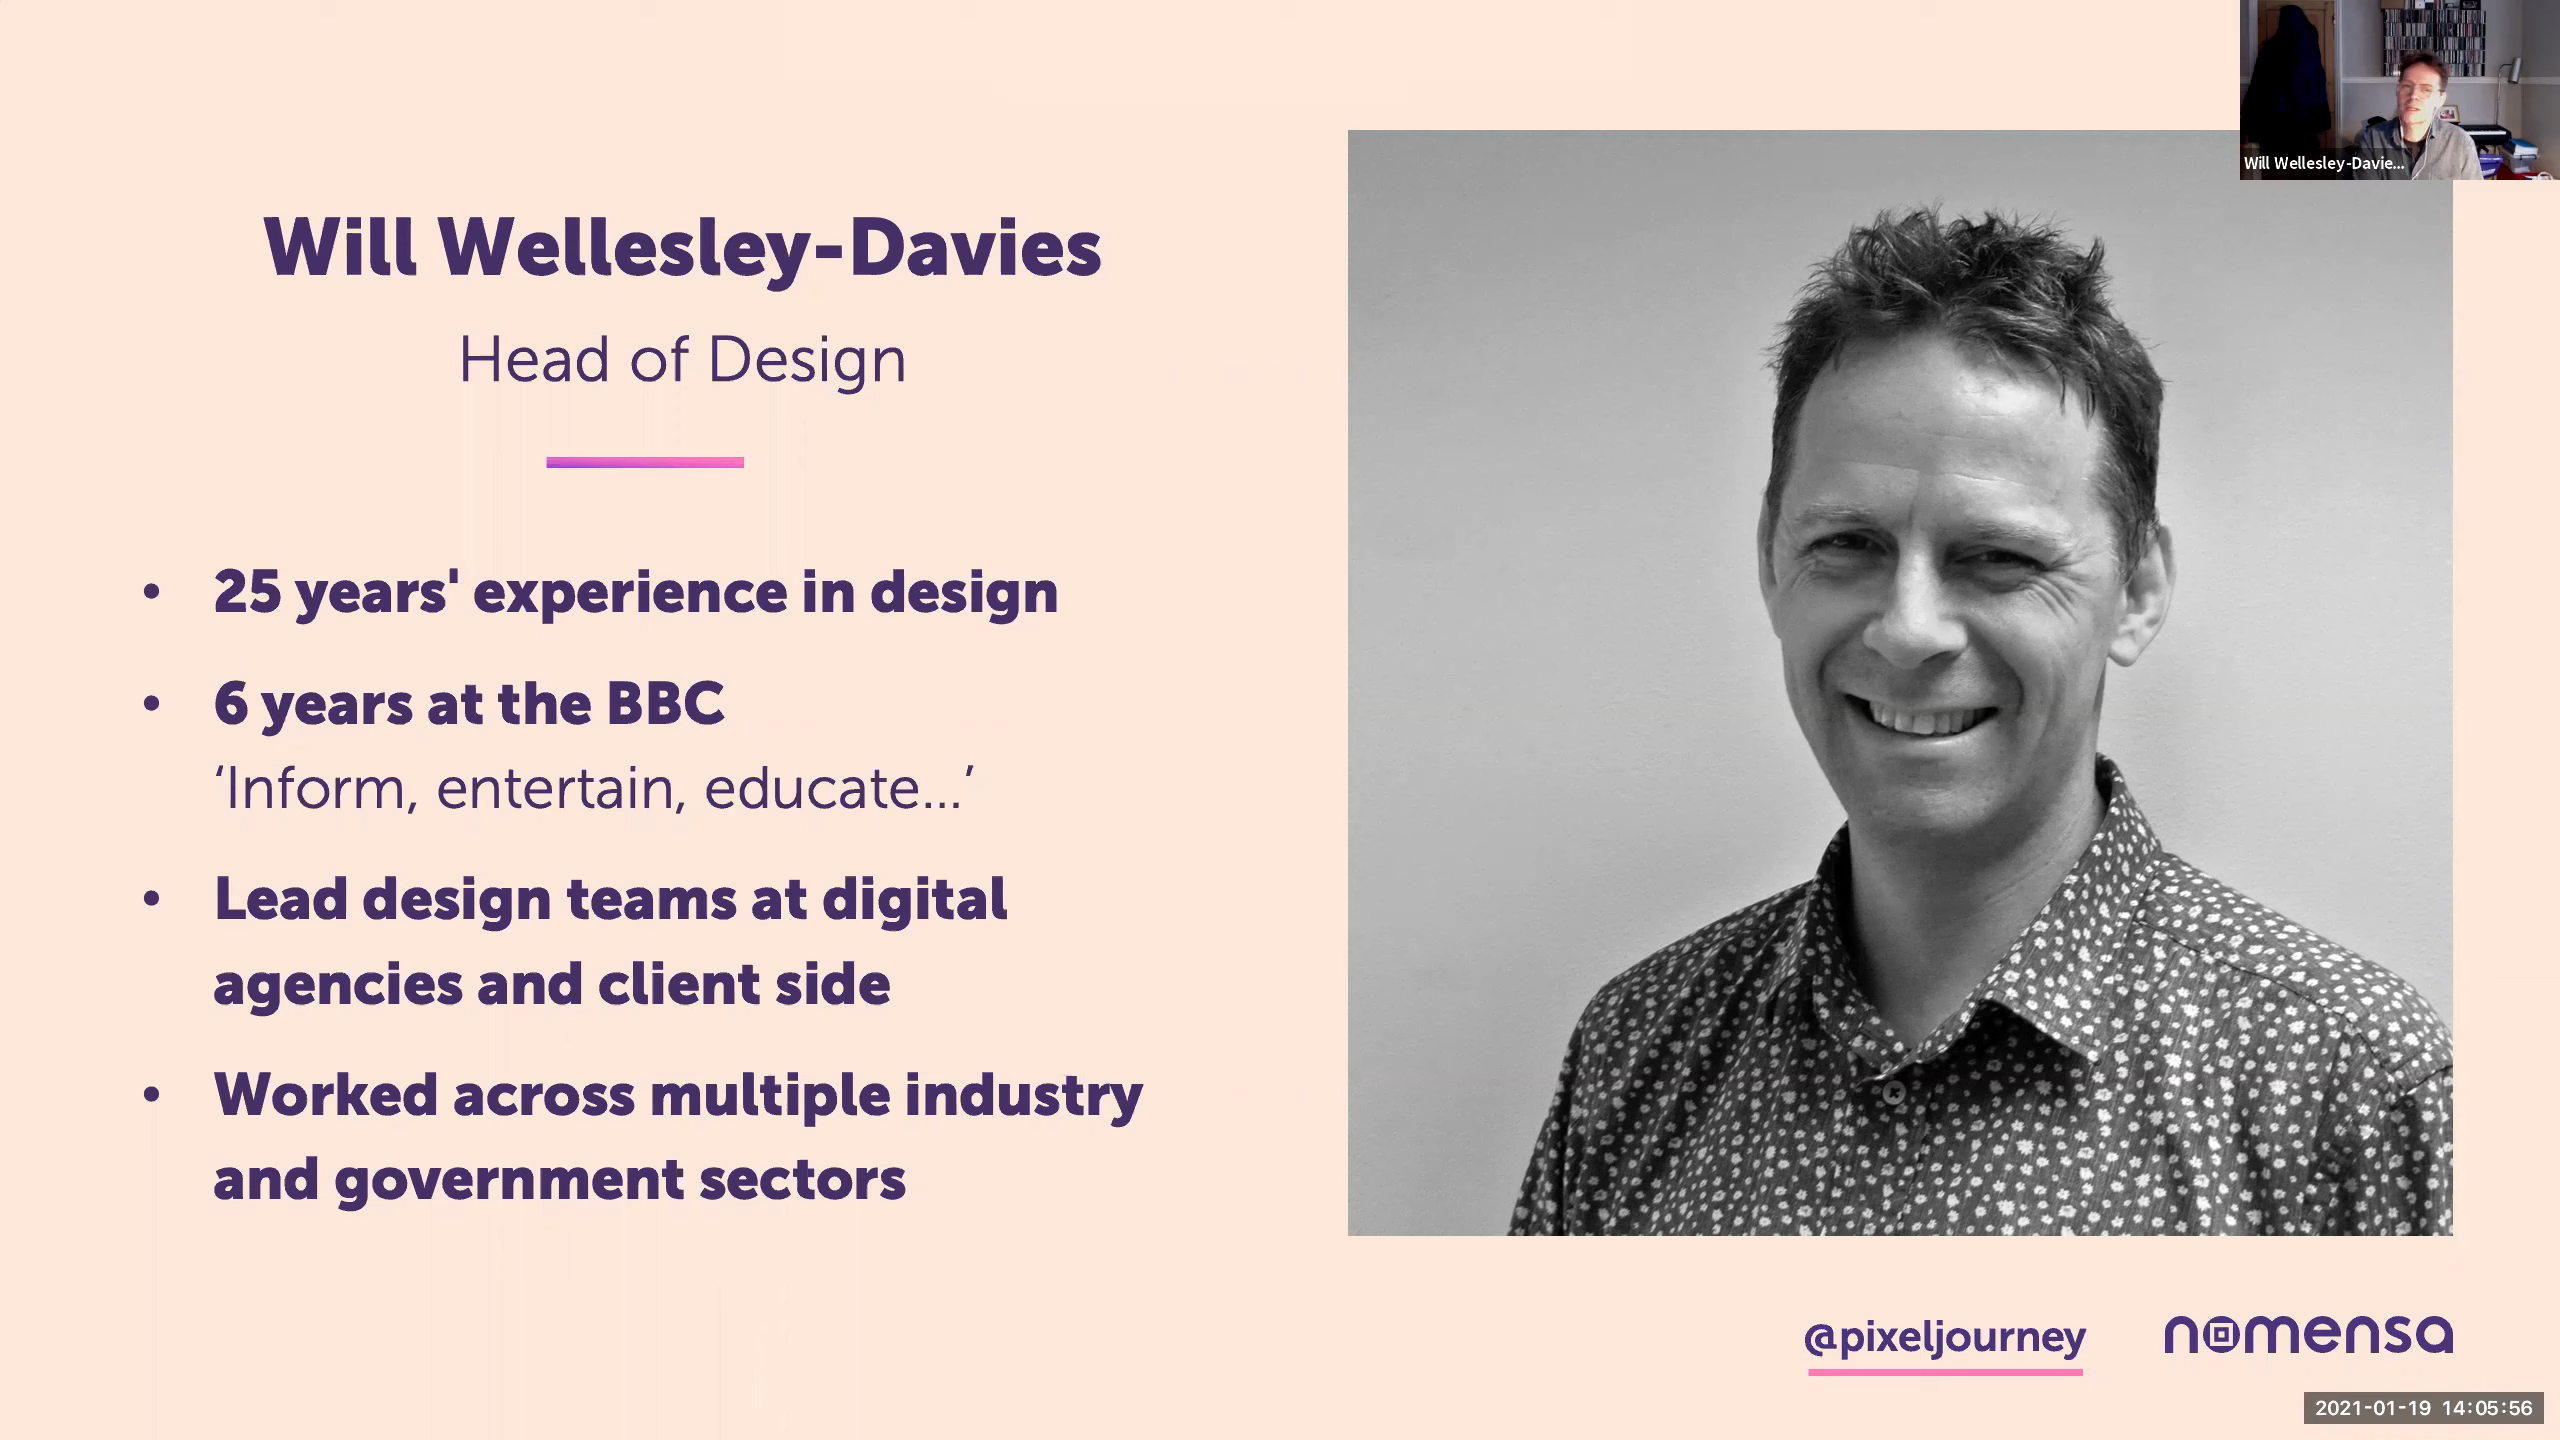 Will Wellesley-Davie...
Will Wellesley-Davies
Head of Design
• 25 years' experience in design
• 6 years at the BBC
‘Inform, entertain, educate...’
• Lead design teams at digital
agencies and client side
• Worked across multiple industry
and government sectors
@pixeljourney
nomensa
2021-01-19 14:05:56